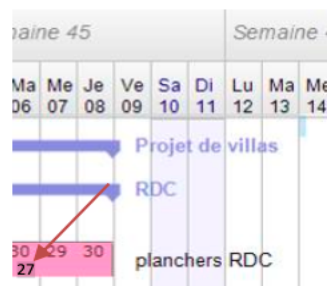 aine 45 Semaine
Ma Me Je Ve Sa Di Lu Ma Me
06 07 08 09 10 11 12 13 14
Projet de villas
RDC
30 29 30 planchers RDC
27